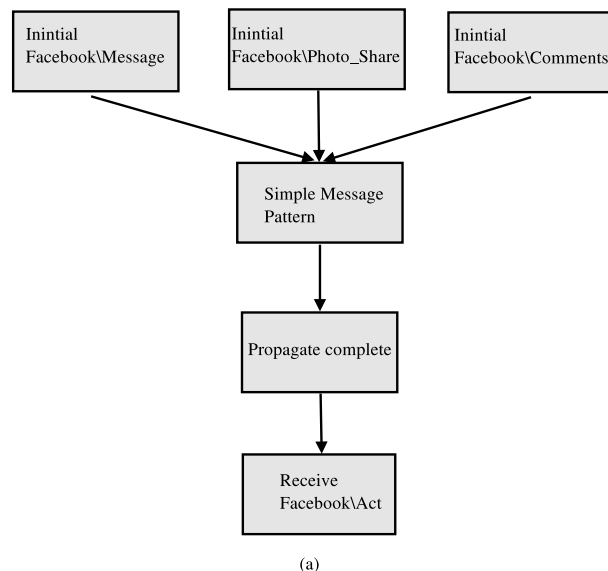 Inintial
Facebook\Message
Inintial
Facebook\Photo_Share
Inintial
Facebook\Comments
Simple Message
Pattern
Propagate complete
Receive
Facebook\Act
(a)